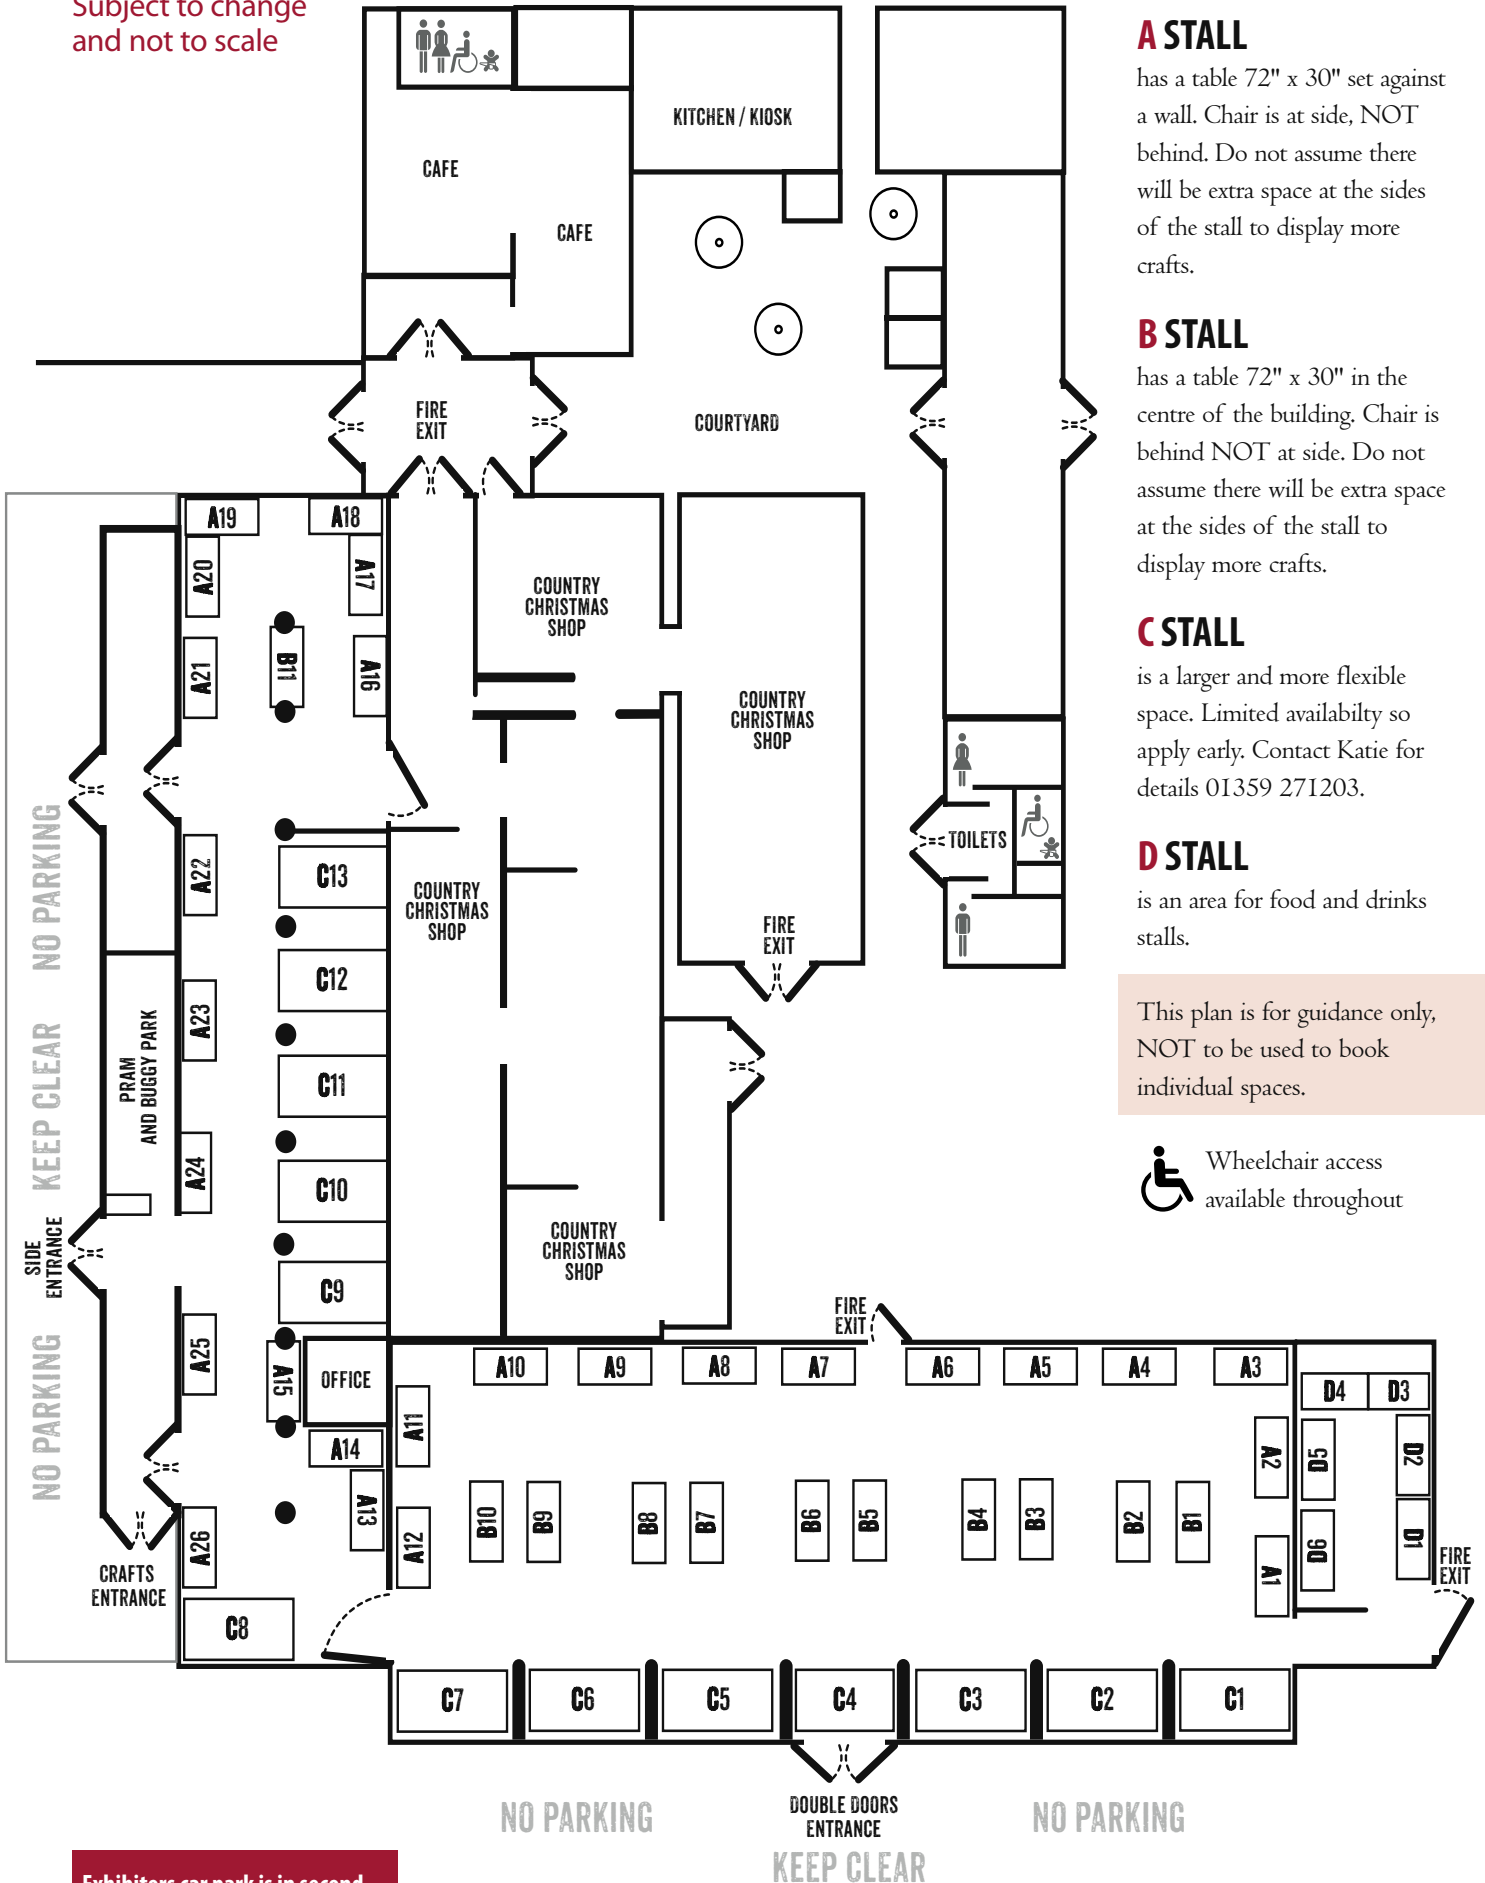 Subject to change
and not to scale
KITCHEN / KIOSK
CAFE
CAFE
FIRE
EXIT
COURTYARD
A STALL
has a table 72" x 30" set against
a wall. Chair is at side, NOT
behind. Do not assume there
will be extra space at the sides
of the stall to display more
crafts.
B STALL
has a table 72" x 30" in the
centre of the building. Chair is
behind NOT at side. Do not
assume there will be extra space
at the sides of the stall to
display more crafts.
C STALL
is a larger and more flexible
space. Limited availabilty so
apply early. Contact Katie for
details 01359 271203.
D STALL
is an area for food and drinks
stalls.
This plan is for guidance only,
NOT to be used to book
individual spaces.
Wheelchair access
available throughout
A19
A18
A20
A17
B11
A21
A16
COUNTRY
CHRISTMAS
SHOP
COUNTRY
CHRISTMAS
SHOP
TOILETS
NO PARKING
A22
C13
COUNTRY
CHRISTMAS
SHOP
FIRE
EXIT
C12
A23
KEEP CLEAR
PRAM
AND BUGGY PARK
C11
A24
C10
SIDE
ENTRANCE
COUNTRY
CHRISTMAS
SHOP
C9
FIRE
EXIT
NO PARKING
A25
A15
OFFICE
A10
A9
A8
A7
A6
A5
A4
A3
D4
D3
A11
A14
A2
D5
D2
A13
A12
B10
B9
B8
B7
B6
B5
B4
B3
B2
B1
A26
A1
D6
D1
FIRE
EXIT
CRAFTS
ENTRANCE
C8
C7
C6
C5
C4
C3
C2
C1
NO PARKING
DOUBLE DOORS
ENTRANCE
NO PARKING
KEEP CLEAR
Exhibitors car park is in second